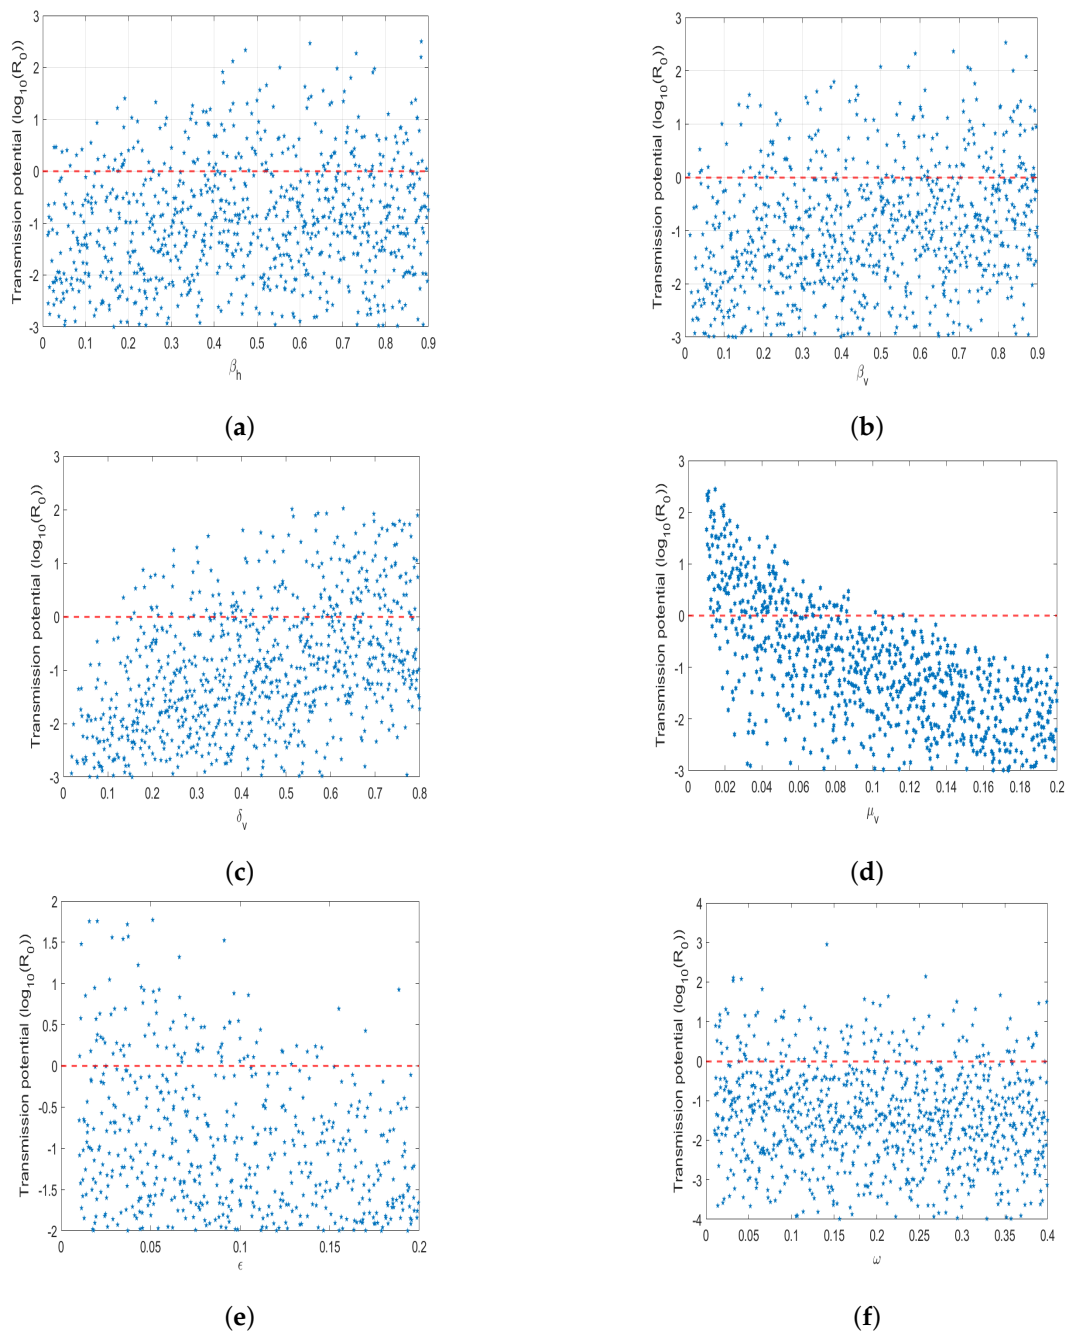 Transmission potential (log10(R0))
3
2
1
0
-1
-2
-3
0 0.1 0.2 0.3 0.4 0.5 0.6 0.7 0.8 0.9
βh
(a)
Transmission potential (log10(R0))
3
2
1
0
-1
-2
-3
0 0.1 0.2 0.3 0.4 0.5 0.6 0.7 0.8 0.9
βv
(b)
Transmission potential (log10(R0))
3
2
1
0
-1
-2
-3
0 0.1 0.2 0.3 0.4 0.5 0.6 0.7 0.8
δv
(c)
Transmission potential (log10(R0))
3
2
1
0
-1
-2
-3
0.02 0.04 0.06 0.08 0.1 0.12 0.14 0.16 0.18 0.2
μv
(d)
Transmission potential (log10(R0))
2
1.5
1
0.5
0
-0.5
-1
-1.5
-2
0 0.05 0.1 0.15 0.2
ϵ
(e)
Transmission potential (log10(R0))
4
3
2
1
0
-1
-2
-3
-4
0 0.05 0.1 0.15 0.2 0.25 0.3 0.35 0.4
ω
(f)